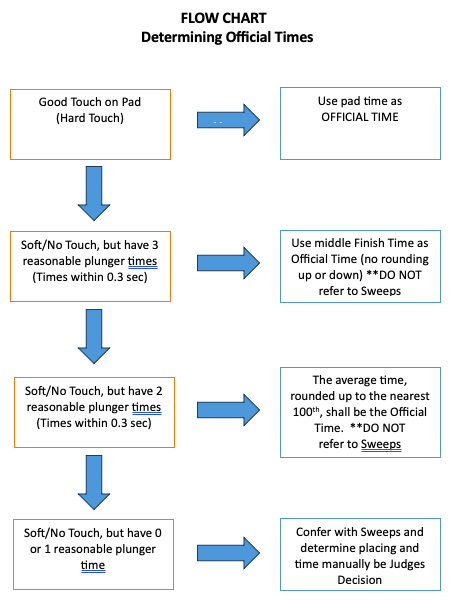 FLOW CHART
Determining Official Times
Good Touch on Pad
(Hard Touch)
Use pad time as
OFFICIAL TIME
Soft/No Touch, but have 3
reasonable plunger times
(Times within 0.3 sec)
Use middle Finish Time as
Official Time (no rounding
up or down) **DO NOT
refer to Sweeps
Soft/No Touch, but have 2
reasonable plunger times
(Times within 0.3 sec)
The average time,
rounded up to the nearest
100th, shall be the Official
Time. **DO NOT
refer to Sweeps
Soft/No Touch, but have 0
or 1 reasonable plunger
time
Confer with Sweeps and
determine placing and
time manually be Judges
Decision